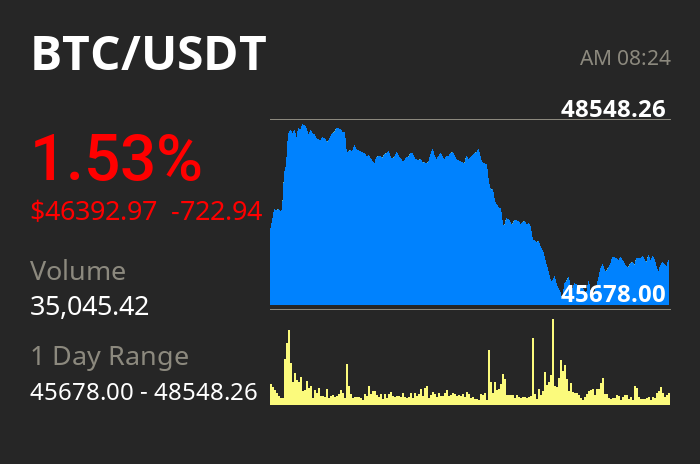 BTC/USDT
AM 08:24
48548.26
1.53%
$46392.97 -722.94
Volume
35,045.42
45678.00
1 Day Range
45678.00 - 48548.26